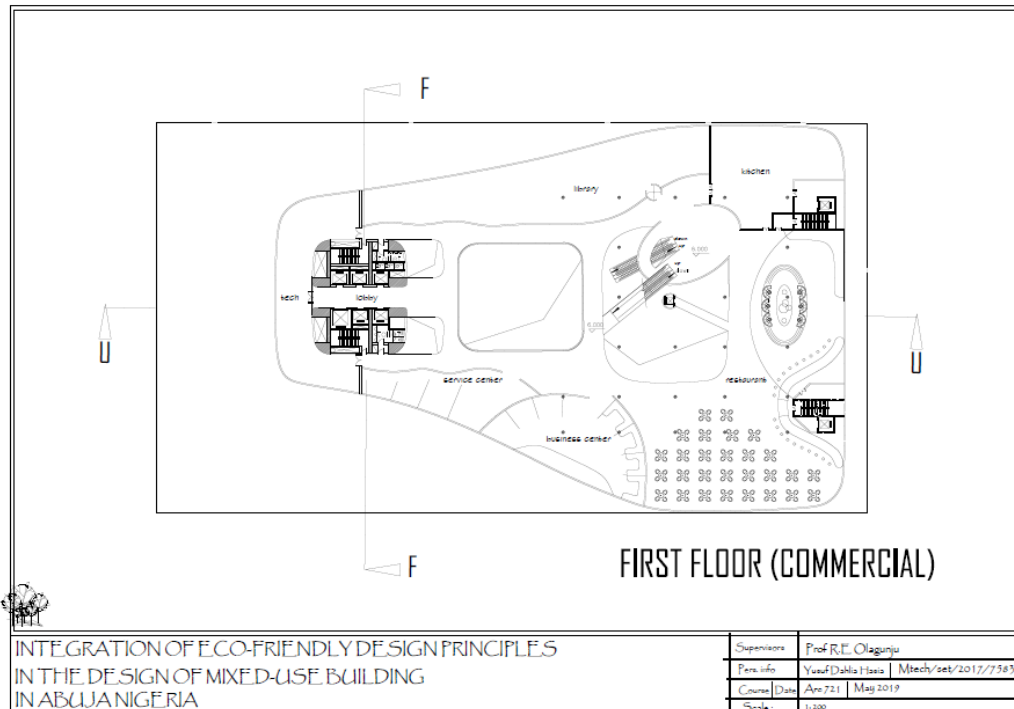 F
library
kitchen
6.000
tech
lobby
6.000
U
U
service center
restaurant
business center
F
FIRST FLOOR (COMMERCIAL)
INTEGRATION OF ECO-FRIENDLY DESIGN PRINCIPLES
IN THE DESIGN OF MIXED-USE BUILDING
IN ABUJA NIGERIA
Supervisors Prof R.E. Olagunju
Pers. info Yusuf Dahlia Hasia Mtech/set/2017/7583
Course Date Arc 721 May 2019
Scale : 1:200